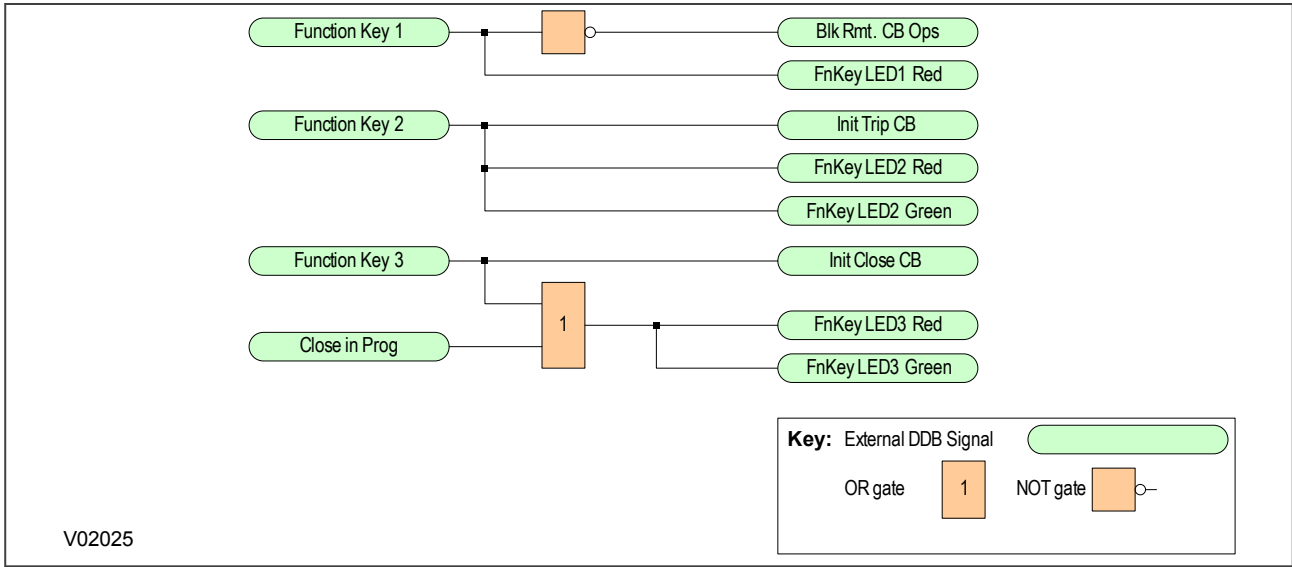 Function Key 1
Blk Rmt. CB Ops
FnKey LED1 Red
Function Key 2
Init Trip CB
FnKey LED2 Red
FnKey LED2 Green
Function Key 3
Init Close CB
1
FnKey LED3 Red
Close in Prog
FnKey LED3 Green
Key: External DDB Signal
OR gate 1 NOT gate
V02025